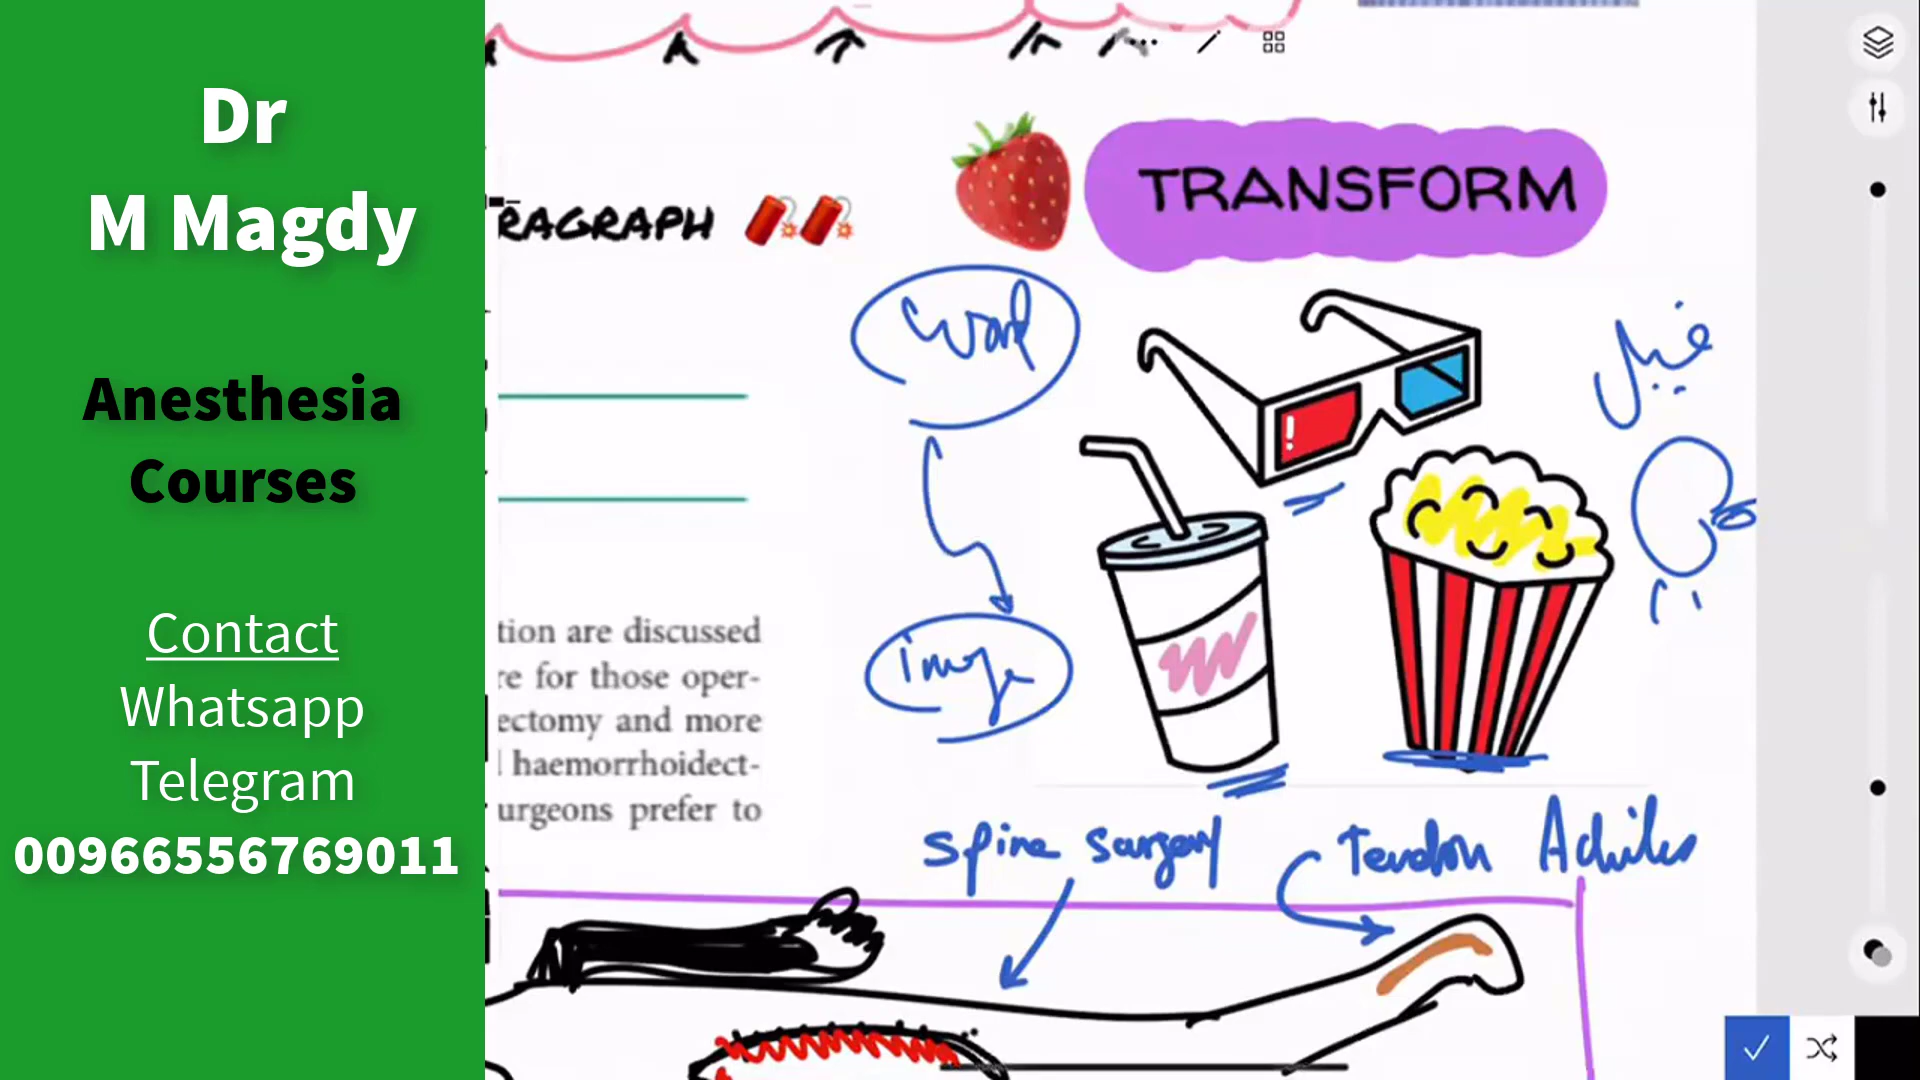 Dr
M Magdy
Anesthesia
Courses
Contact
Whatsapp
Telegram
00966556769011
RAGRAPH
TRANSFORM
word
image
tion are discussed
re for those oper-
ectomy and more
haemorrhoidect-
urgeons prefer to
Spine Surgery
Tendon Achiles